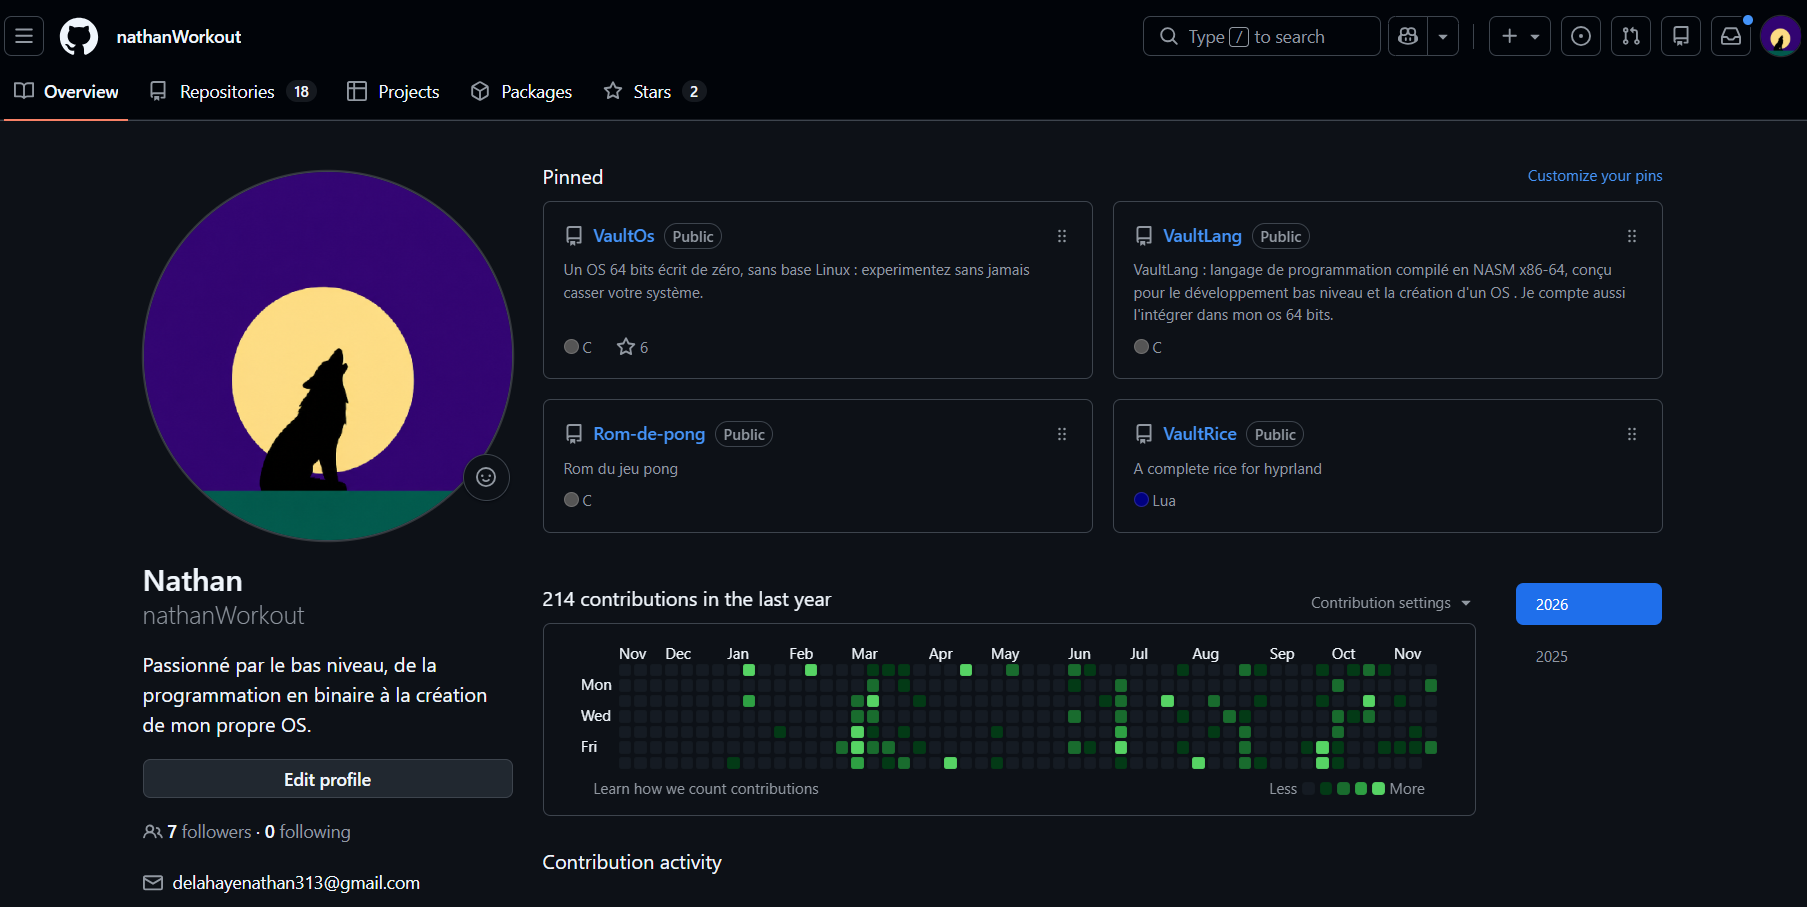 nathanWorkout
Type / to search
Overview
Repositories 18
Projects
Packages
Stars 2
Pinned
Customize your pins
VaultOs Public
Un OS 64 bits écrit de zéro, sans base Linux : experimentez sans jamais
casser votre système.
C 6
VaultLang Public
VaultLang : langage de programmation compilé en NASM x86-64, conçu
pour le développement bas niveau et la création d'un OS . Je compte aussi
l'intégrer dans mon os 64 bits.
C
Rom-de-pong Public
Rom du jeu pong
C
VaultRice Public
A complete rice for hyprland
Lua
Nathan
nathanWorkout
Passionné par le bas niveau, de la
programmation en binaire à la création
de mon propre OS.
Edit profile
7 followers · 0 following
delahayenathan313@gmail.com
214 contributions in the last year
Contribution settings
2026
2025
Nov Dec Jan Feb Mar Apr May Jun Jul Aug Sep Oct Nov
Mon
Wed
Fri
Learn how we count contributions
Less More
Contribution activity